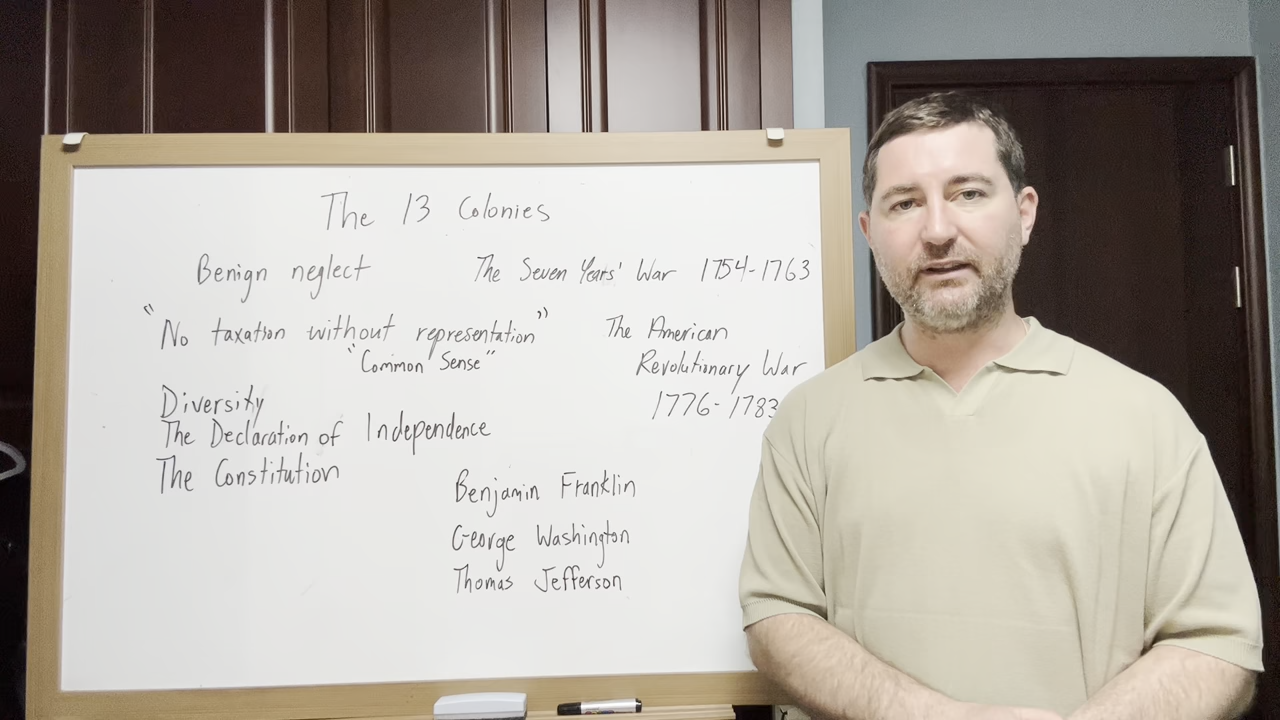 The 13 Colonies
Benign neglect
The Seven Years' War 1754-1763
"No taxation without representation"
"Common Sense"
The American
Revolutionary War
1776-1783
Diversity
The Declaration of Independence
The Constitution
Benjamin Franklin
George Washington
Thomas Jefferson